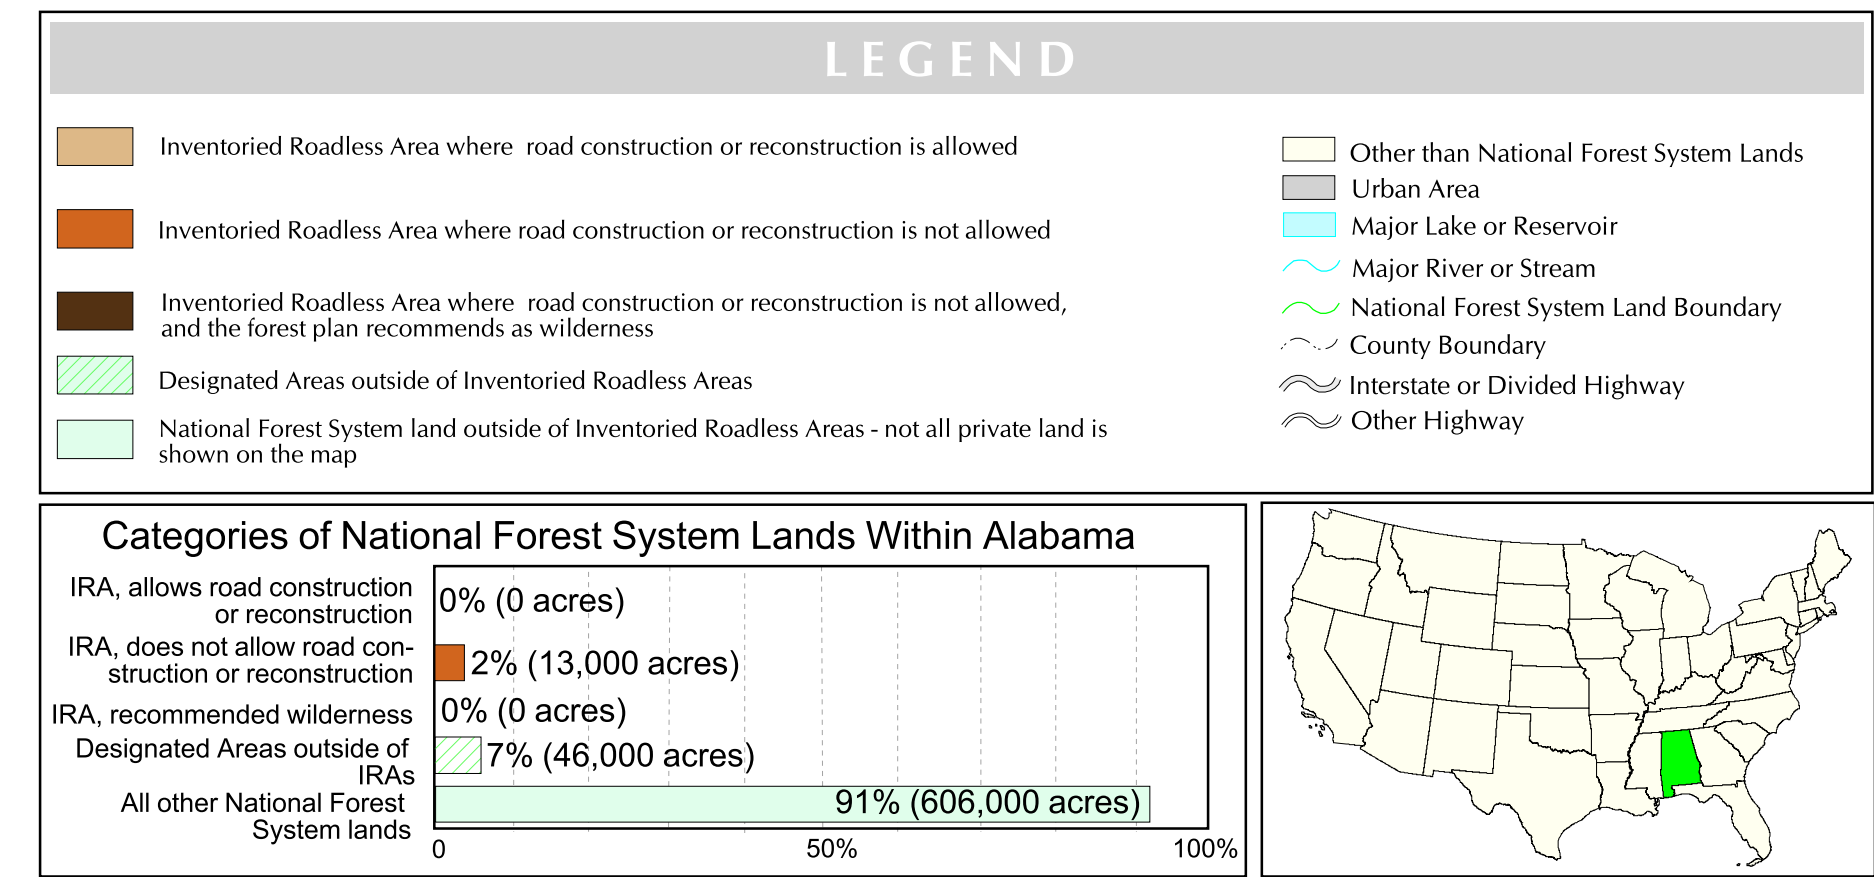 LEGEND
Inventoried Roadless Area where road construction or reconstruction is allowed
Inventoried Roadless Area where road construction or reconstruction is not allowed
Inventoried Roadless Area where road construction or reconstruction is not allowed,
and the forest plan recommends as wilderness
Designated Areas outside of Inventoried Roadless Areas
National Forest System land outside of Inventoried Roadless Areas - not all private land is
shown on the map
Other than National Forest System Lands
Urban Area
Major Lake or Reservoir
Major River or Stream
National Forest System Land Boundary
County Boundary
Interstate or Divided Highway
Other Highway
Categories of National Forest System Lands Within Alabama
IRA, allows road construction
or reconstruction
0% (0 acres)
IRA, does not allow road con-
struction or reconstruction
2% (13,000 acres)
IRA, recommended wilderness
0% (0 acres)
Designated Areas outside of
IRAs
7% (46,000 acres)
All other National Forest
System lands
91% (606,000 acres)
0 50% 100%